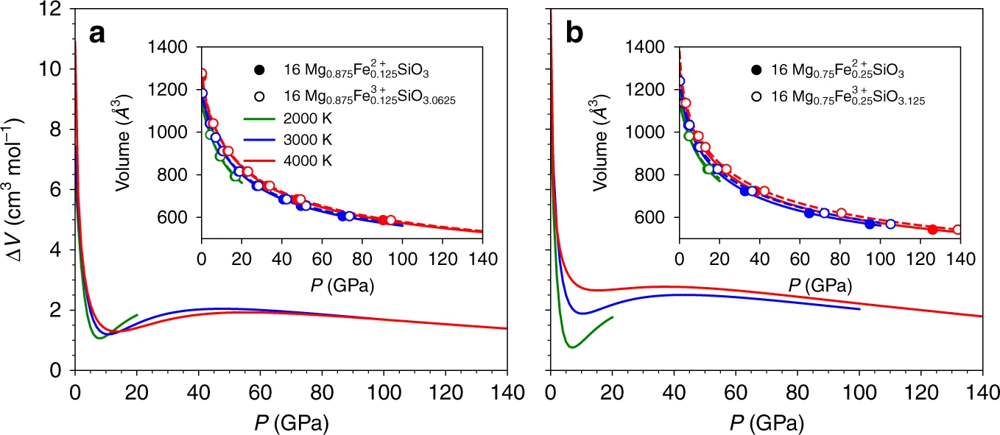 a
12
10
8
6
4
2
0
ΔV (cm³ mol⁻¹)
0 20 40 60 80 100 120 140
P (GPa)
1400
1200
1000
800
600
Volume (Å³)
0 20 40 60 80 100 120 140
P (GPa)
16 Mg₀.₈₇₅Fe²⁺₀.₁₂₅SiO₃
16 Mg₀.₈₇₅Fe³⁺₀.₁₂₅SiO₃.₀₆₂₅
2000 K
3000 K
4000 K
b
0 20 40 60 80 100 120 140
P (GPa)
1400
1200
1000
800
600
Volume (Å³)
0 20 40 60 80 100 120 140
P (GPa)
16 Mg₀.₇₅Fe²⁺₀.₂₅SiO₃
16 Mg₀.₇₅Fe³⁺₀.₂₅SiO₃.₁₂₅